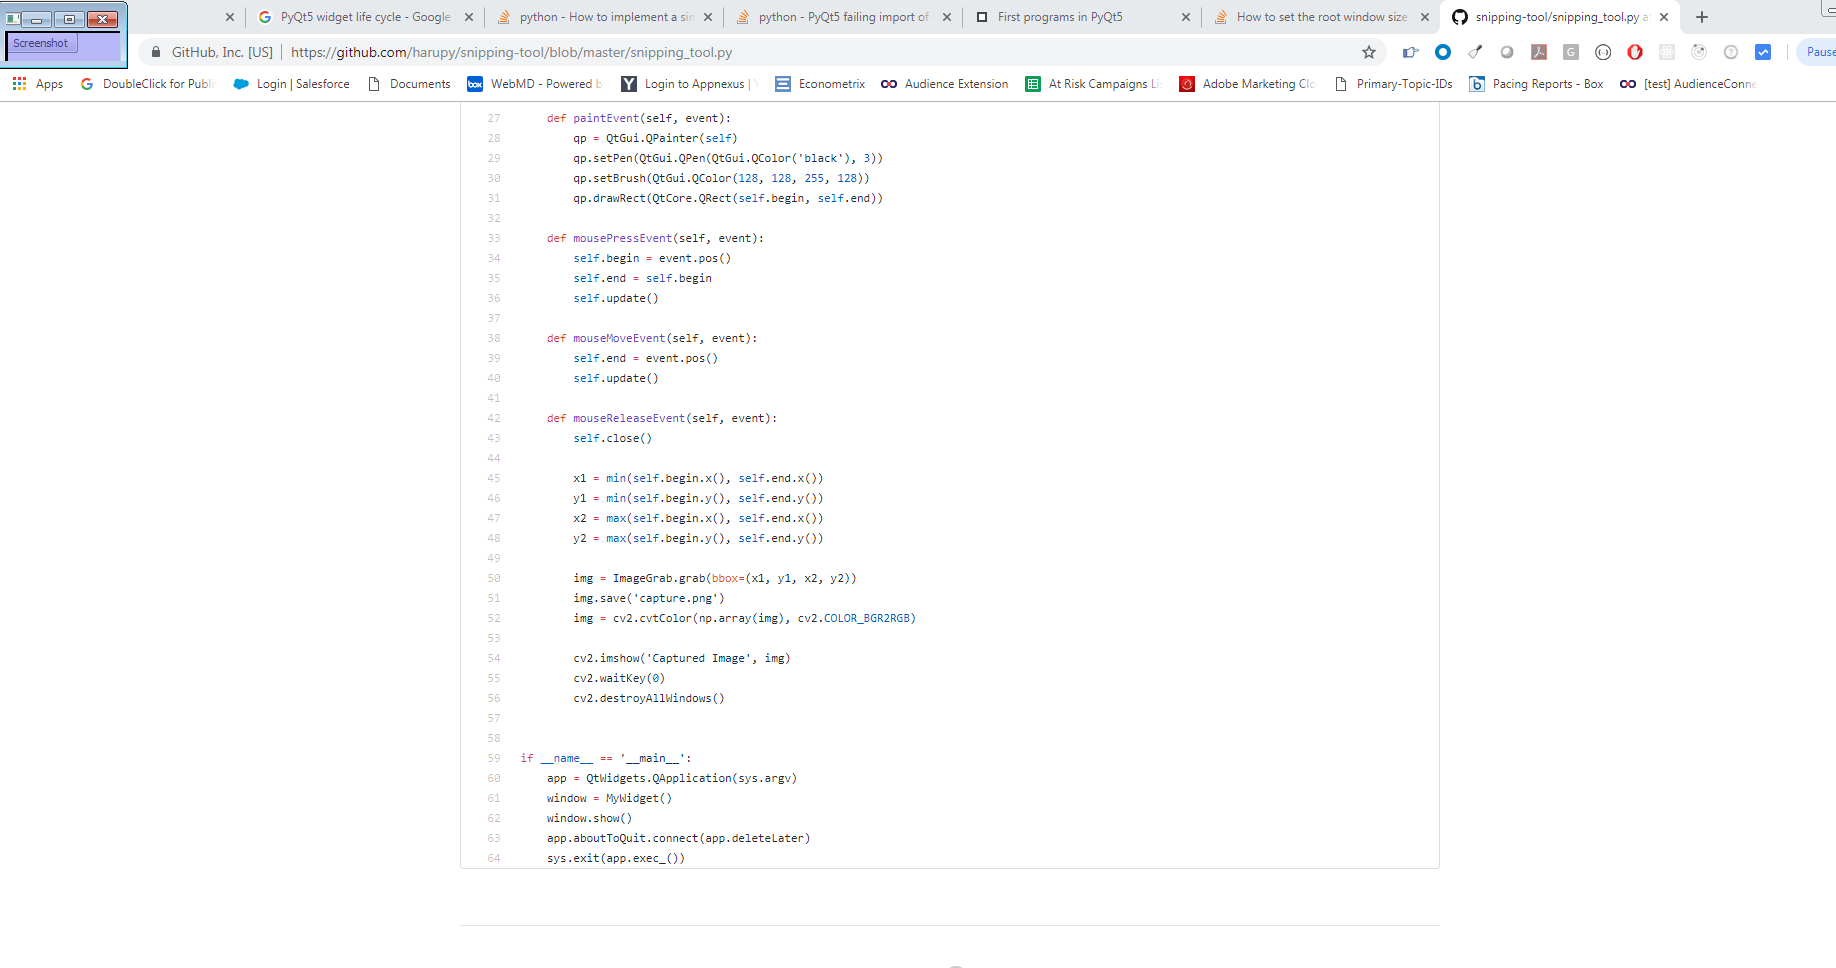 PyQt5 widget life cycle - Google
python - How to implement a sin
python - PyQt5 failing import of
First programs in PyQt5
How to set the root window size
snipping-tool/snipping_tool.py a
Screenshot
GitHub, Inc. [US] | https://github.com/harupy/snipping-tool/blob/master/snipping_tool.py
Pause
Apps
DoubleClick for Publi
Login | Salesforce
Documents
WebMD - Powered b
Login to Appnexus |
Econometrix
Audience Extension
At Risk Campaigns Li
Adobe Marketing Clo
Primary-Topic-IDs
Pacing Reports - Box
[test] AudienceConne
27 def paintEvent(self, event):
28 qp = QtGui.QPainter(self)
29 qp.setPen(QtGui.QPen(QtGui.QColor('black'), 3))
30 qp.setBrush(QtGui.QColor(128, 128, 255, 128))
31 qp.drawRect(QtCore.QRect(self.begin, self.end))
32
33 def mousePressEvent(self, event):
34 self.begin = event.pos()
35 self.end = self.begin
36 self.update()
37
38 def mouseMoveEvent(self, event):
39 self.end = event.pos()
40 self.update()
41
42 def mouseReleaseEvent(self, event):
43 self.close()
44
45 x1 = min(self.begin.x(), self.end.x())
46 y1 = min(self.begin.y(), self.end.y())
47 x2 = max(self.begin.x(), self.end.x())
48 y2 = max(self.begin.y(), self.end.y())
49
50 img = ImageGrab.grab(bbox=(x1, y1, x2, y2))
51 img.save('capture.png')
52 img = cv2.cvtColor(np.array(img), cv2.COLOR_BGR2RGB)
53
54 cv2.imshow('Captured Image', img)
55 cv2.waitKey(0)
56 cv2.destroyAllWindows()
57
58
59 if __name__ == '__main__':
60 app = QtWidgets.QApplication(sys.argv)
61 window = MyWidget()
62 window.show()
63 app.aboutToQuit.connect(app.deleteLater)
64 sys.exit(app.exec_())